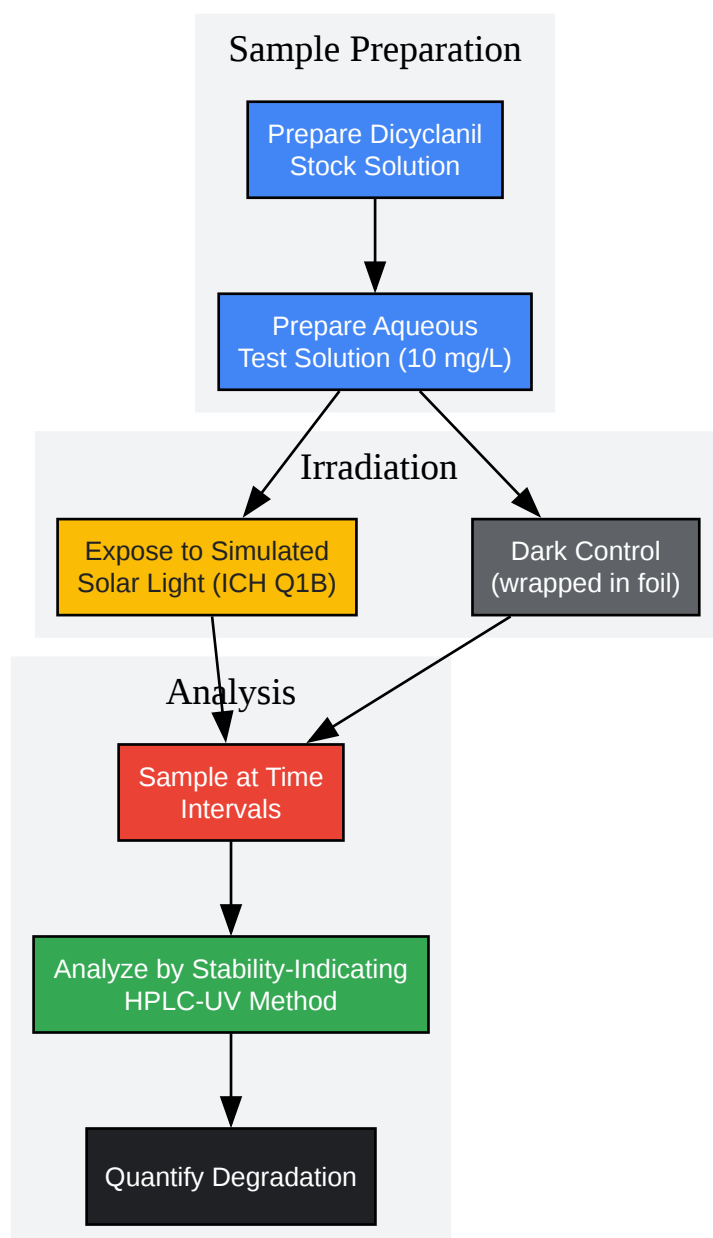 Sample Preparation
Prepare Dicyclanil
Stock Solution
Prepare Aqueous
Test Solution (10 mg/L)
Irradiation
Expose to Simulated
Solar Light (ICH Q1B)
Dark Control
(wrapped in foil)
Analysis
Sample at Time
Intervals
Analyze by Stability-Indicating
HPLC-UV Method
Quantify Degradation